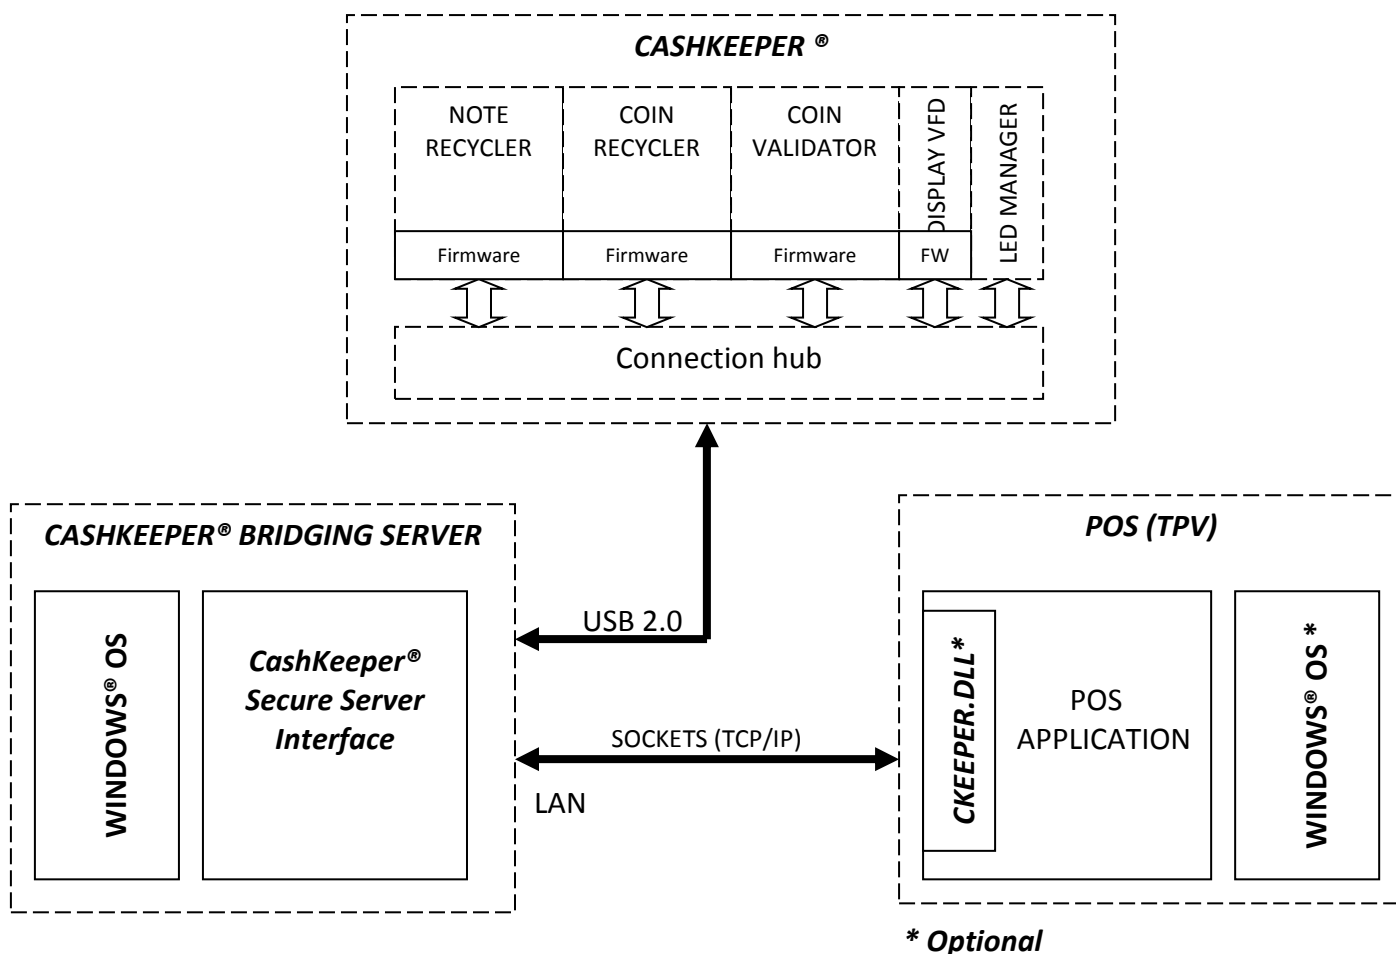 CASHKEEPER ®
NOTE
RECYCLER
COIN
RECYCLER
COIN
VALIDATOR
DISPLAY VFD
LED MANAGER
Firmware
Firmware
Firmware
FW
Connection hub
CASHKEEPER® BRIDGING SERVER
WINDOWS® OS
CashKeeper®
Secure Server
Interface
USB 2.0
SOCKETS (TCP/IP)
LAN
POS (TPV)
CKEEPER.DLL*
POS
APPLICATION
WINDOWS® OS *
* Optional